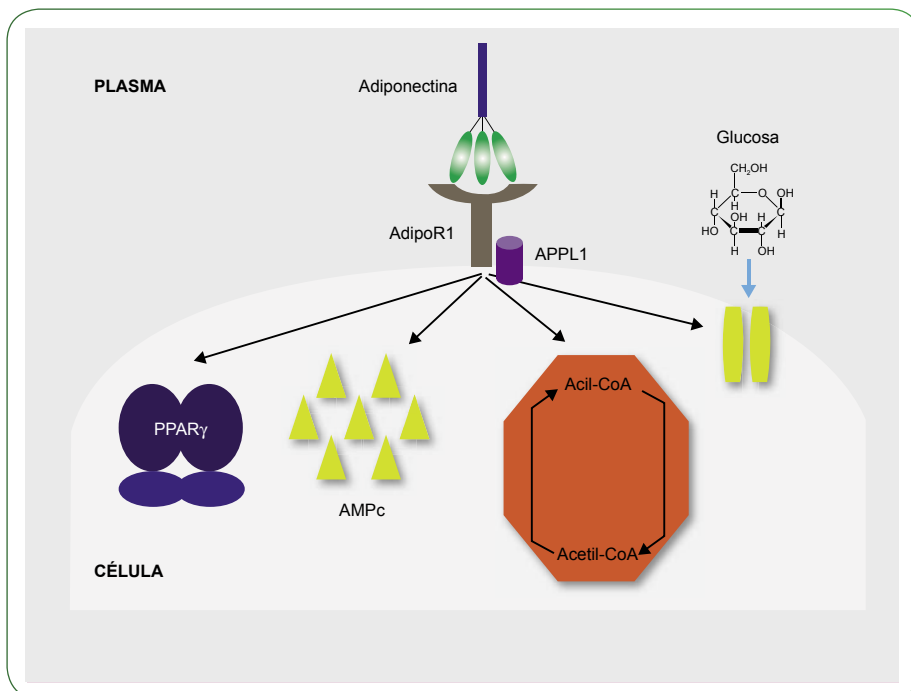 PLASMA
Adiponectina
Glucosa
CH₂OH
H
C
O
OH
H
C
H
OH
H
C
HO
C
C
H
H
OH
AdipoR1
APPL1
PPARγ
Acil-CoA
AMPc
Acetil-CoA
CÉLULA